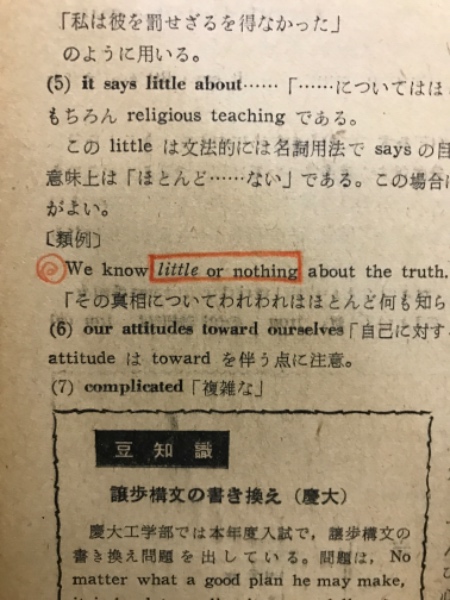 「私は彼を罰せざるを得なかった」
のように用いる。
(5) it says little about……「……についてはほ
もちろん religious teaching である。
この little は文法的には名詞用法で says の目
意味上は「ほとんど……ない」である。この場合に
がよい。
〔類例〕
We know little or nothing about the truth.
「その真相についてわれわれはほとんど何も知ら
(6) our attitudes toward ourselves「自己に対す
attitude は toward を伴う点に注意。
(7) complicated「複雑な」
豆知識
譲歩構文の書き換え（慶大）
慶大工学部では本年度入試で，譲歩構文の
書き換え問題を出している。問題は，No
matter what a good plan he may make,